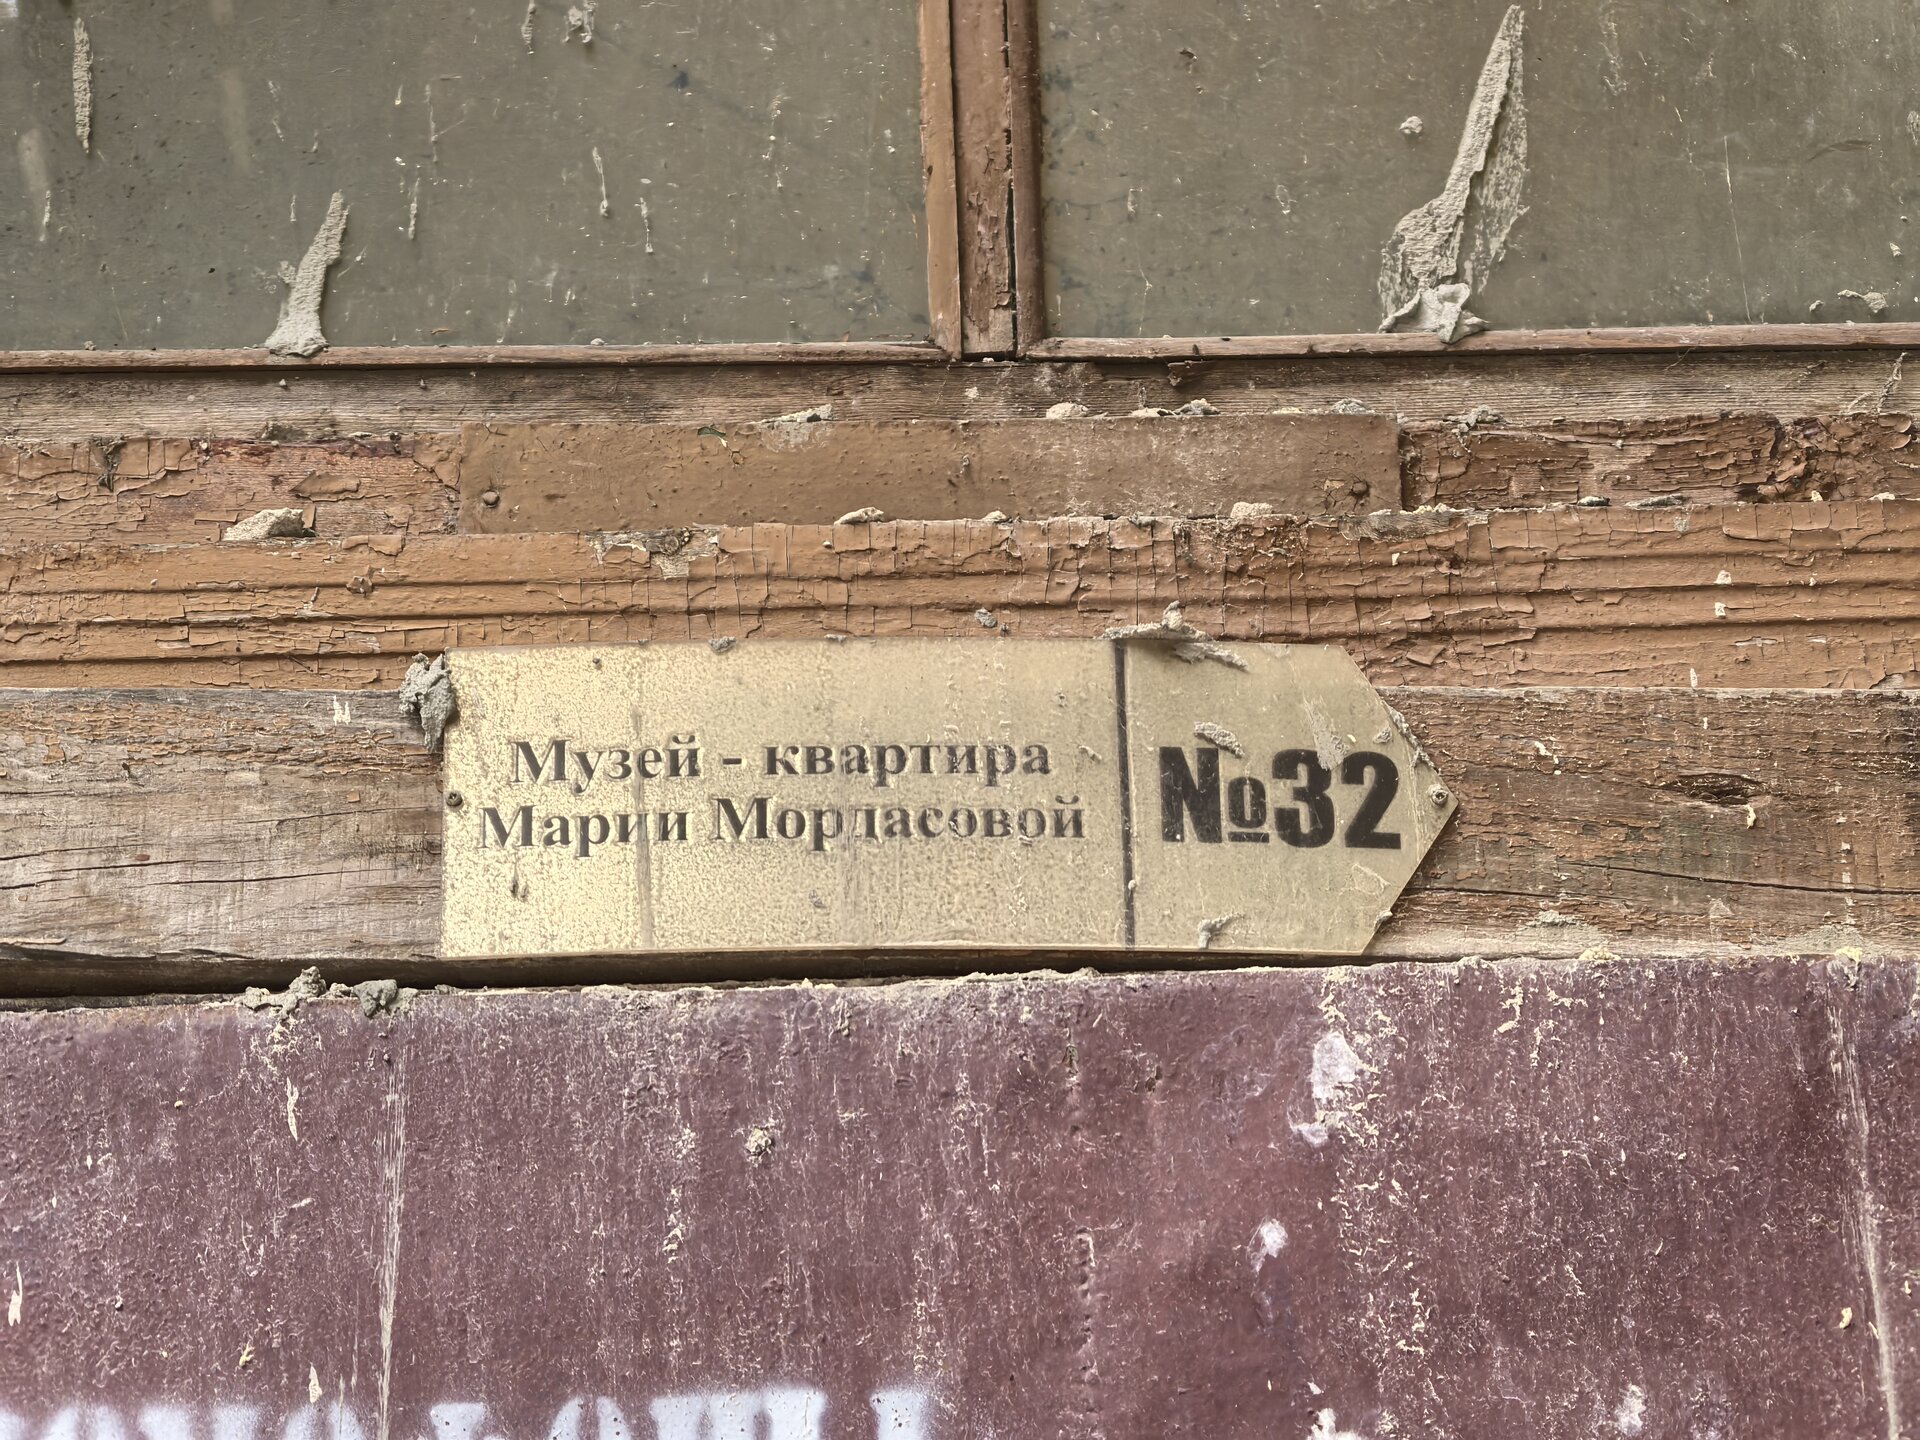 Музей - квартира
Марии Мордасовой
№32